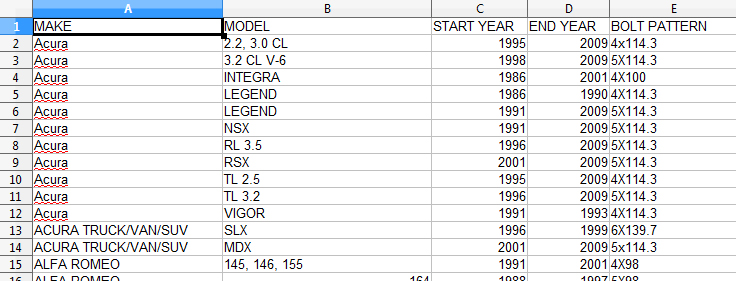 A B C D E
1 MAKE MODEL START YEAR END YEAR BOLT PATTERN
2 Acura 2.2, 3.0 CL 1995 2009 4x114.3
3 Acura 3.2 CL V-6 1998 2009 5X114.3
4 Acura INTEGRA 1986 2001 4X100
5 Acura LEGEND 1986 1990 4X114.3
6 Acura LEGEND 1991 2009 5X114.3
7 Acura NSX 1991 2009 5X114.3
8 Acura RL 3.5 1996 2009 5X114.3
9 Acura RSX 2001 2009 5X114.3
10 Acura TL 2.5 1995 2009 4X114.3
11 Acura TL 3.2 1996 2009 5X114.3
12 Acura VIGOR 1991 1993 4X114.3
13 ACURA TRUCK/VAN/SUV SLX 1996 1999 6X139.7
14 ACURA TRUCK/VAN/SUV MDX 2001 2009 5x114.3
15 ALFA ROMEO 145, 146, 155 1991 2001 4X98
16 ALFA ROMEO 164 1988 1997 5X98